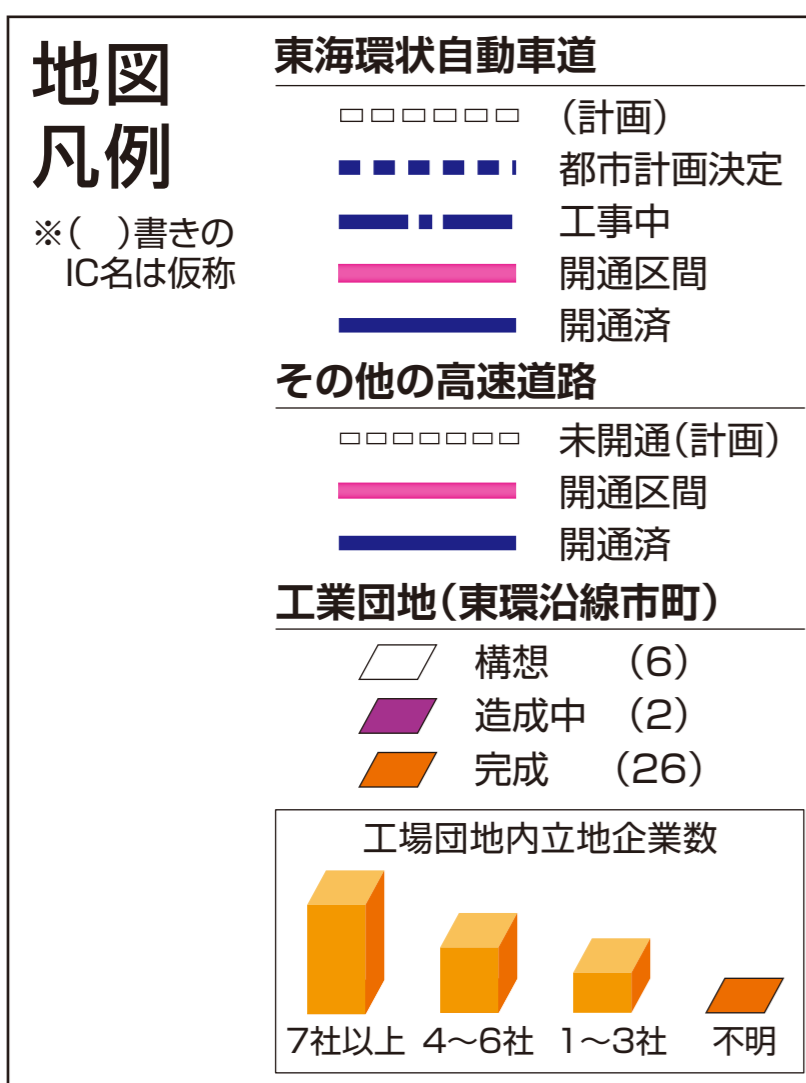 地図
凡例
※(　)書きの
IC名は仮称
東海環状自動車道
(計画)
都市計画決定
工事中
開通区間
開通済
その他の高速道路
未開通(計画)
開通区間
開通済
工業団地(東環沿線市町)
構想　(6)
造成中　(2)
完成　(26)
工場団地内立地企業数
7社以上 4〜6社 1〜3社 不明